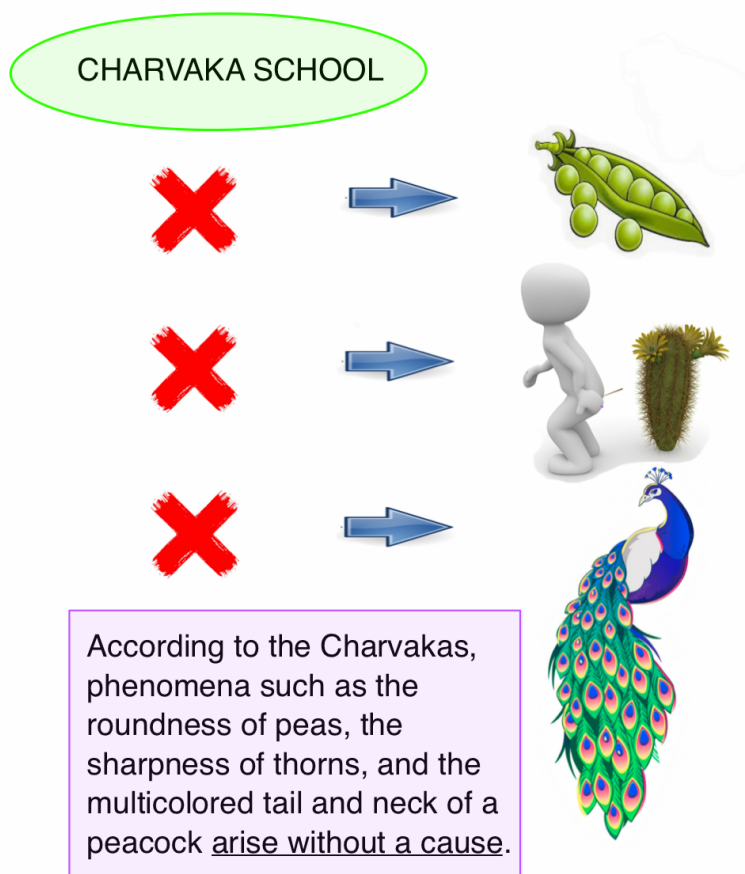 CHARVAKA SCHOOL
According to the Charvakas,
phenomena such as the
roundness of peas, the
sharpness of thorns, and the
multicolored tail and neck of a
peacock arise without a cause.